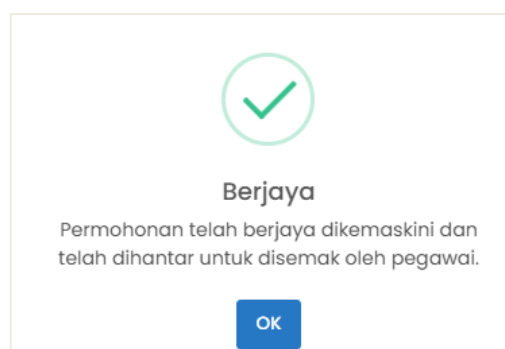 Berjaya
Permohonan telah berjaya dikemaskini dan
telah dihantar untuk disemak oleh pegawai.
OK